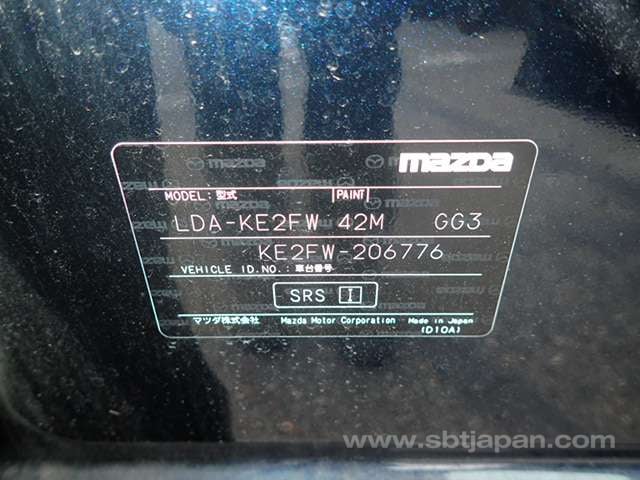 mazda
MODEL：型式 PAINT
LDA-KE2FW 42M GG3
KE2FW-206776
VEHICLE ID.NO.：車台番号
SRS I
マツダ株式会社 Mazda Motor Corporation Made in Japan
(D10A)
www.sbtjapan.com